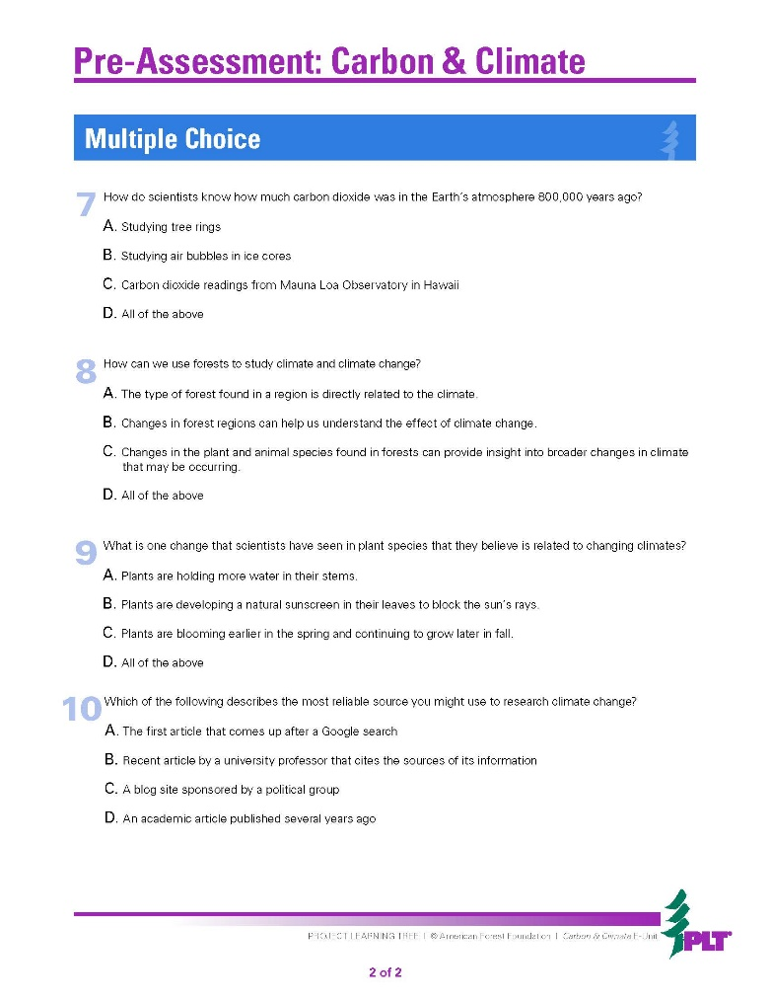 Pre-Assessment: Carbon & Climate
Multiple Choice
7 How do scientists know how much carbon dioxide was in the Earth's atmosphere 800,000 years ago?
A. Studying tree rings
B. Studying air bubbles in ice cores
C. Carbon dioxide readings from Mauna Loa Observatory in Hawaii
D. All of the above
8 How can we use forests to study climate and climate change?
A. The type of forest found in a region is directly related to the climate.
B. Changes in forest regions can help us understand the effect of climate change.
C. Changes in the plant and animal species found in forests can provide insight into broader changes in climate
that may be occurring.
D. All of the above
9 What is one change that scientists have seen in plant species that they believe is related to changing climates?
A. Plants are holding more water in their stems.
B. Plants are developing a natural sunscreen in their leaves to block the sun's rays.
C. Plants are blooming earlier in the spring and continuing to grow later in fall.
D. All of the above
10 Which of the following describes the most reliable source you might use to research climate change?
A. The first article that comes up after a Google search
B. Recent article by a university professor that cites the sources of its information
C. A blog site sponsored by a political group
D. An academic article published several years ago
PROJECT LEARNING TREE | © American Forest Foundation | Carbon & Climate E-Unit
PLT
2 of 2